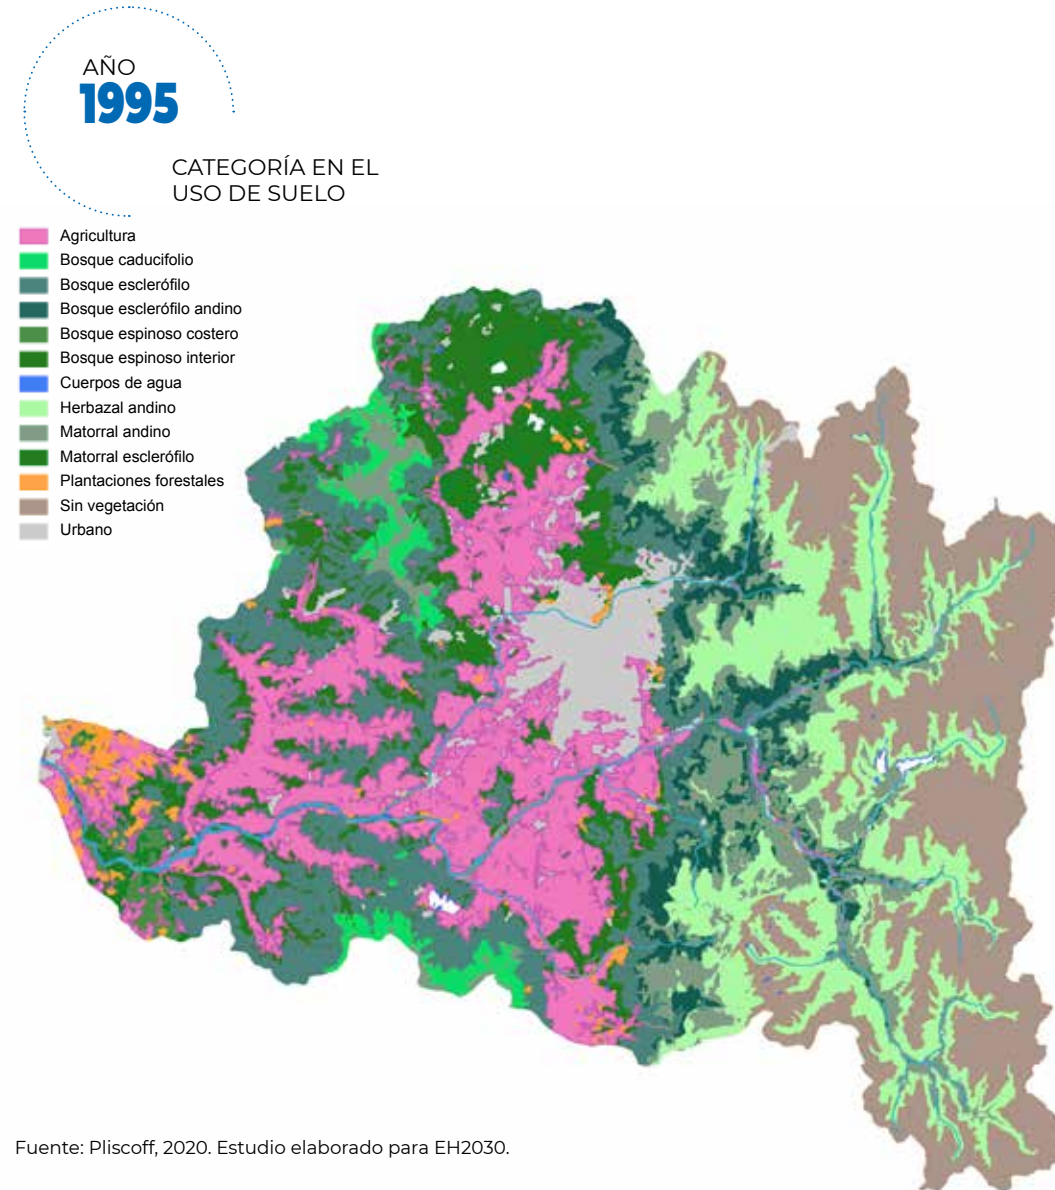 AÑO
1995
CATEGORÍA EN EL
USO DE SUELO
Agricultura
Bosque caducifolio
Bosque esclerófilo
Bosque esclerófilo andino
Bosque espinoso costero
Bosque espinoso interior
Cuerpos de agua
Herbazal andino
Matorral andino
Matorral esclerófilo
Plantaciones forestales
Sin vegetación
Urbano
Fuente: Pliscoff, 2020. Estudio elaborado para EH2030.